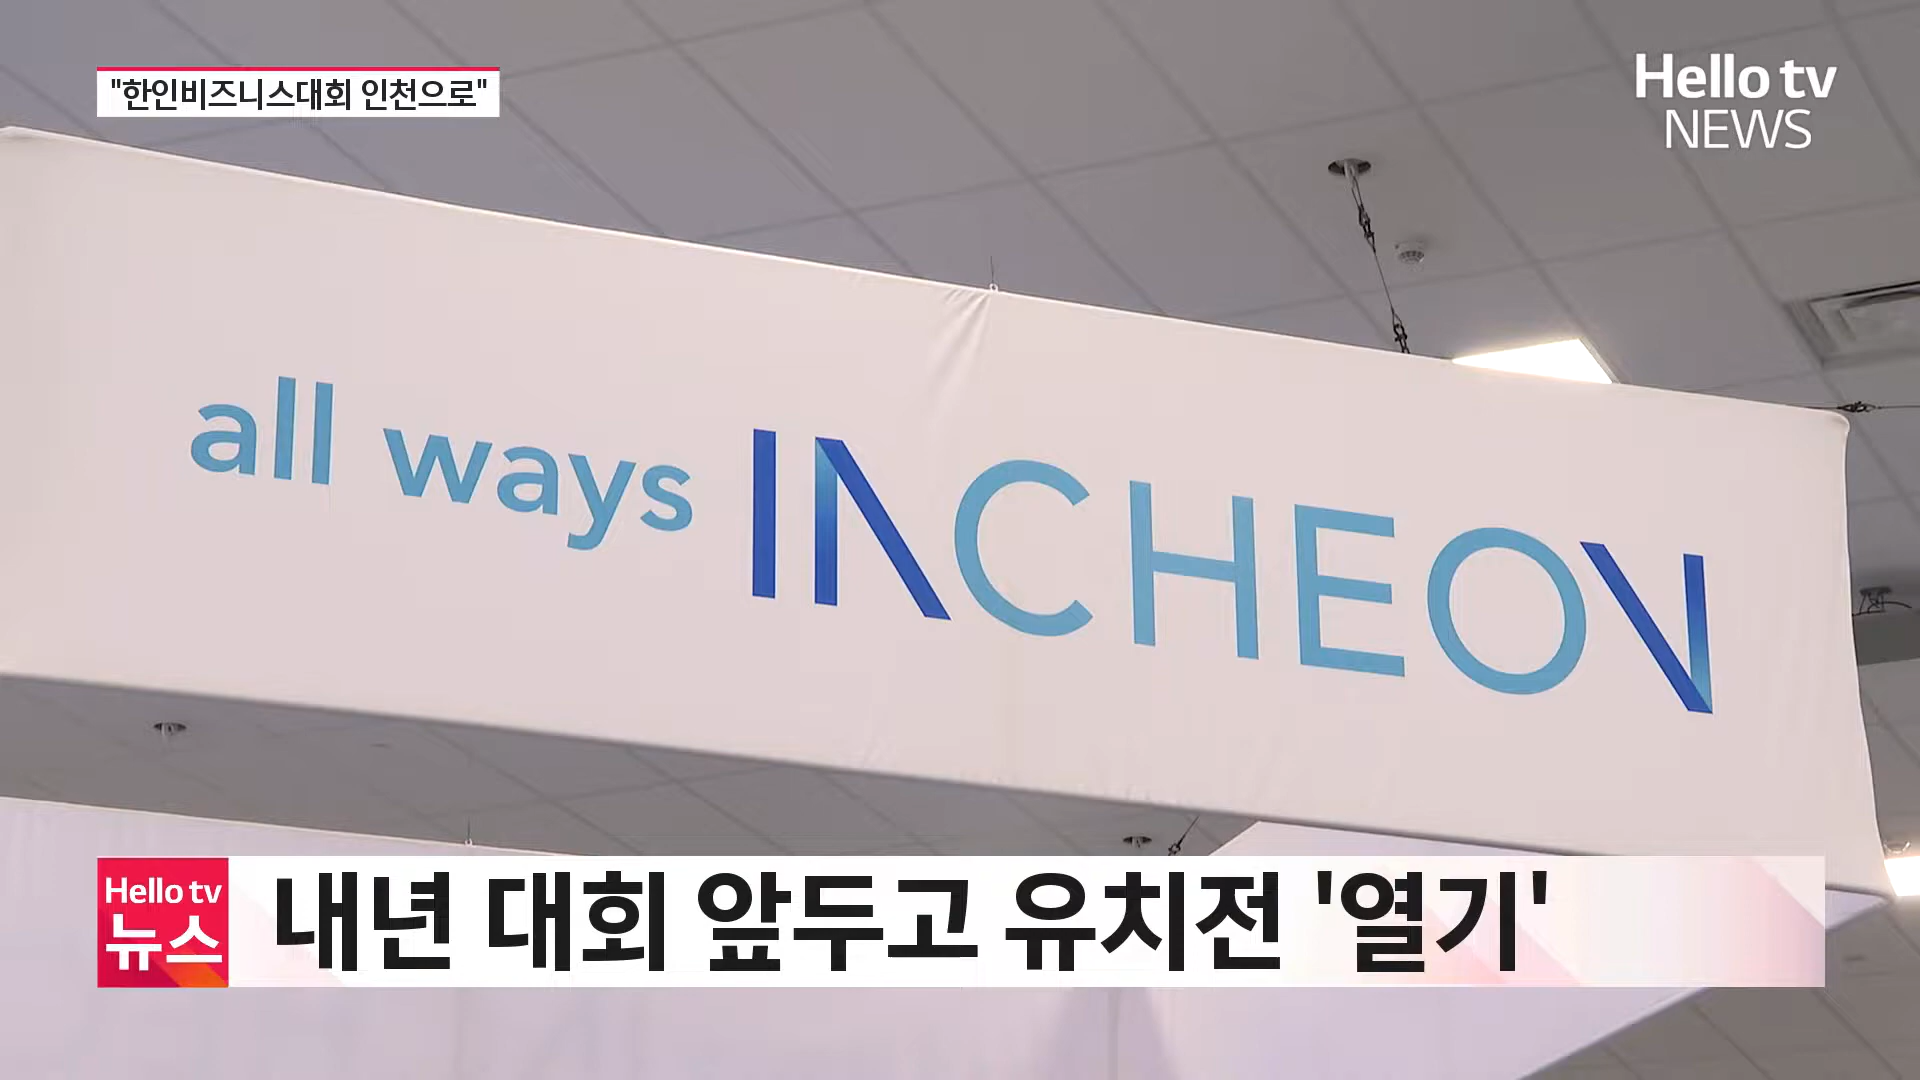 "한인비즈니스대회 인천으로"
Hello tv
NEWS
all ways INCHEON
Hello tv
뉴스
내년 대회 앞두고 유치전 '열기'